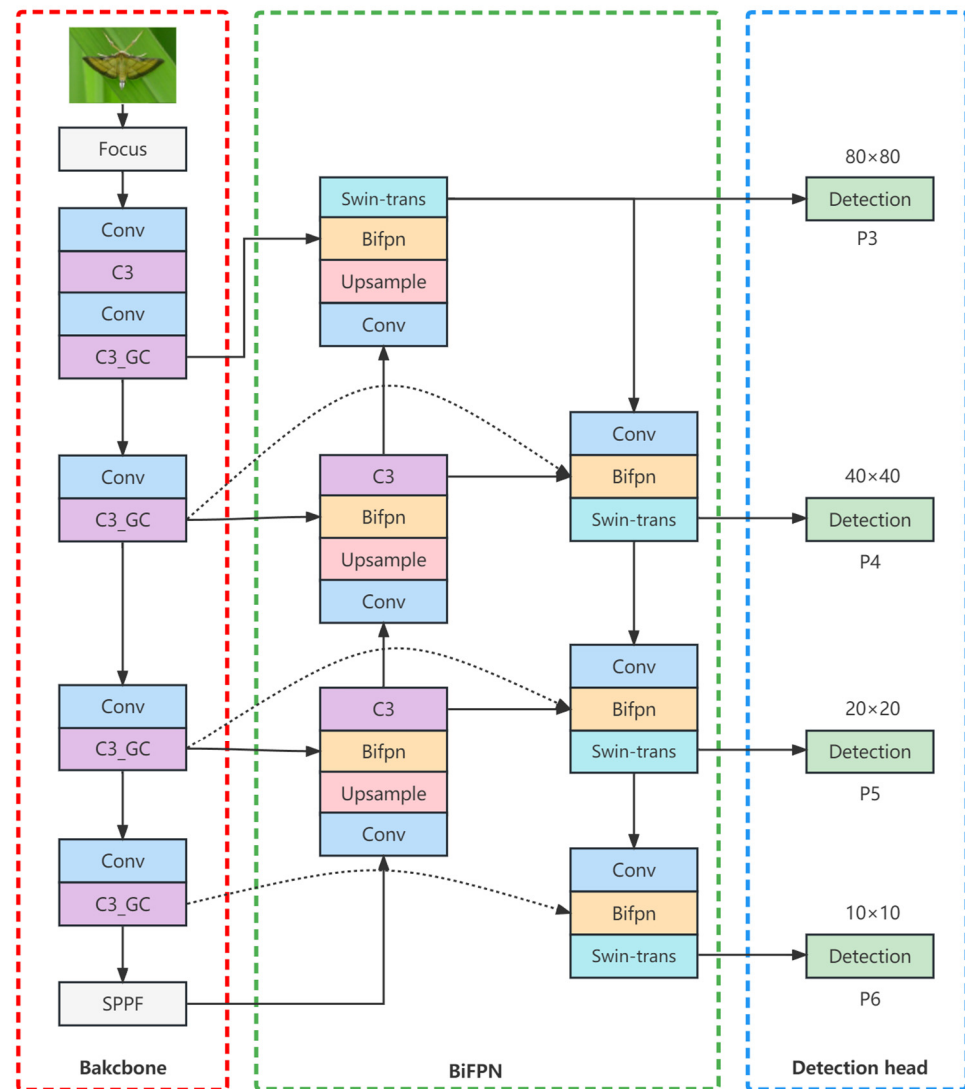 Focus
Conv
C3
Conv
C3_GC
Conv
C3_GC
Conv
C3_GC
Conv
C3_GC
SPPF
Bakcbone
Swin-trans
Bifpn
Upsample
Conv
C3
Bifpn
Upsample
Conv
C3
Bifpn
Upsample
Conv
Conv
Bifpn
Swin-trans
Conv
Bifpn
Swin-trans
Conv
Bifpn
Swin-trans
BiFPN
80×80
Detection
P3
40×40
Detection
P4
20×20
Detection
P5
10×10
Detection
P6
Detection head